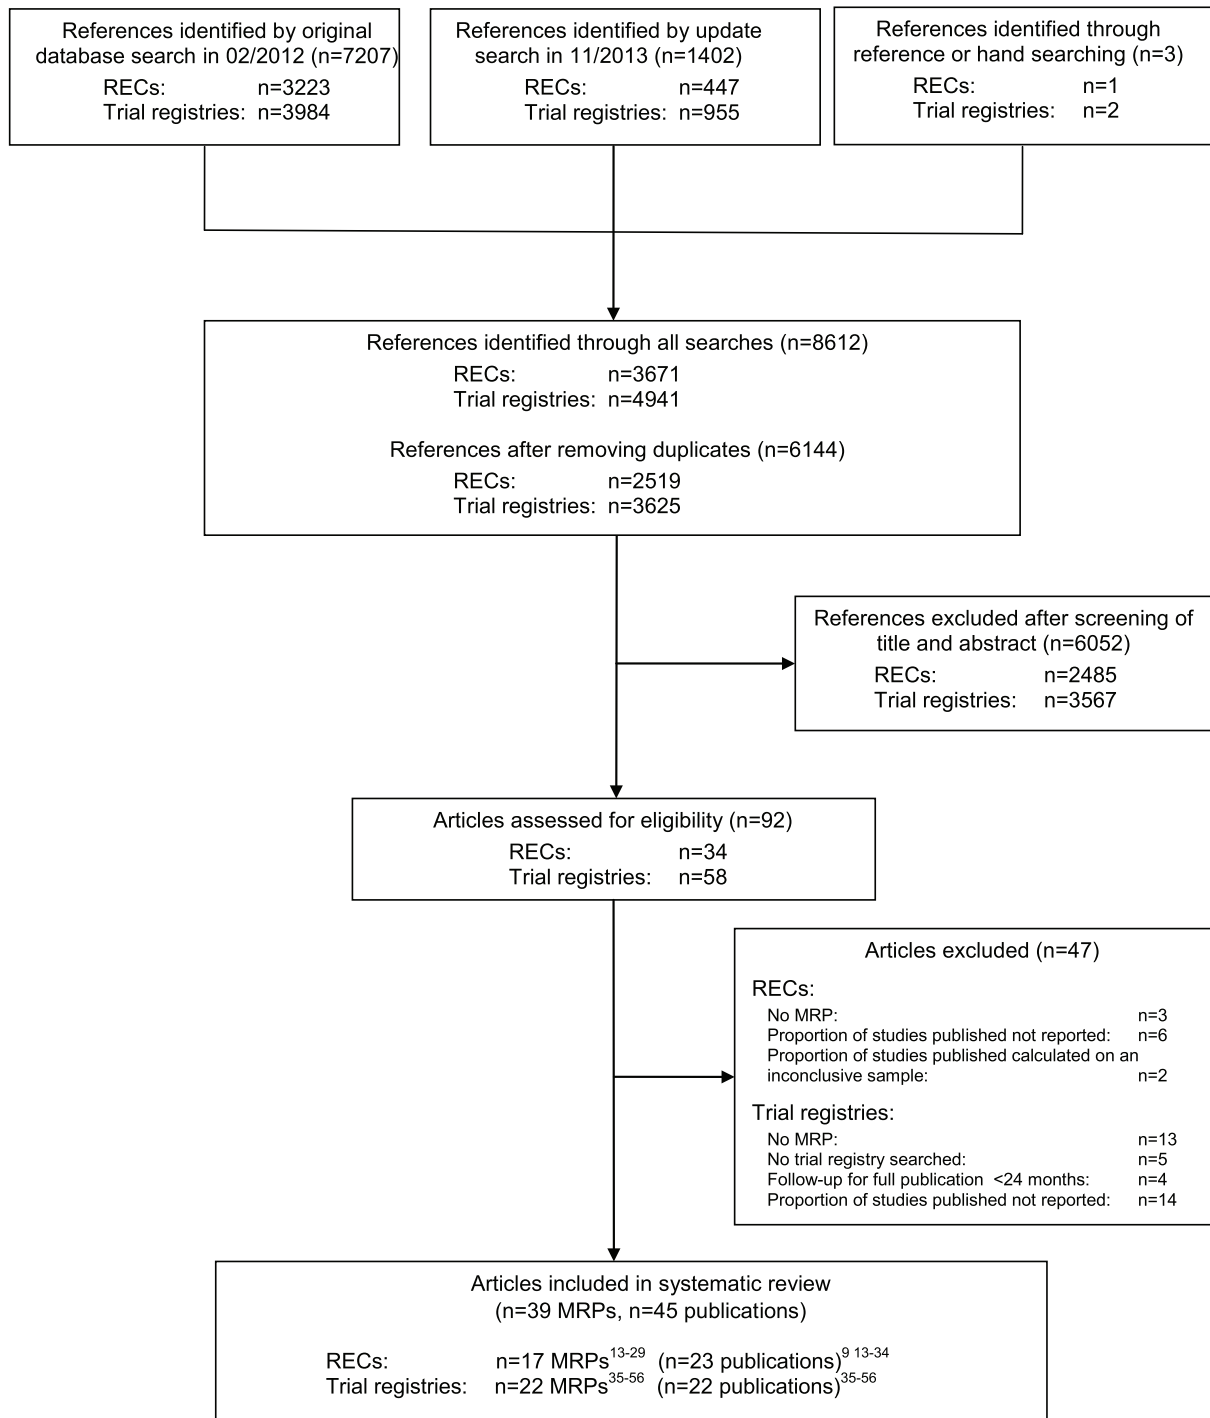 References identified by original
database search in 02/2012 (n=7207)
RECs: n=3223
Trial registries: n=3984
References identified by update
search in 11/2013 (n=1402)
RECs: n=447
Trial registries: n=955
References identified through
reference or hand searching (n=3)
RECs: n=1
Trial registries: n=2
References identified through all searches (n=8612)
RECs: n=3671
Trial registries: n=4941
References after removing duplicates (n=6144)
RECs: n=2519
Trial registries: n=3625
References excluded after screening of
title and abstract (n=6052)
RECs: n=2485
Trial registries: n=3567
Articles assessed for eligibility (n=92)
RECs: n=34
Trial registries: n=58
Articles excluded (n=47)
RECs:
No MRP: n=3
Proportion of studies published not reported: n=6
Proportion of studies published calculated on an
inconclusive sample: n=2
Trial registries:
No MRP: n=13
No trial registry searched: n=5
Follow-up for full publication <24 months: n=4
Proportion of studies published not reported: n=14
Articles included in systematic review
(n=39 MRPs, n=45 publications)
RECs: n=17 MRPs13-29 (n=23 publications)9 13-34
Trial registries: n=22 MRPs35-56 (n=22 publications)35-56